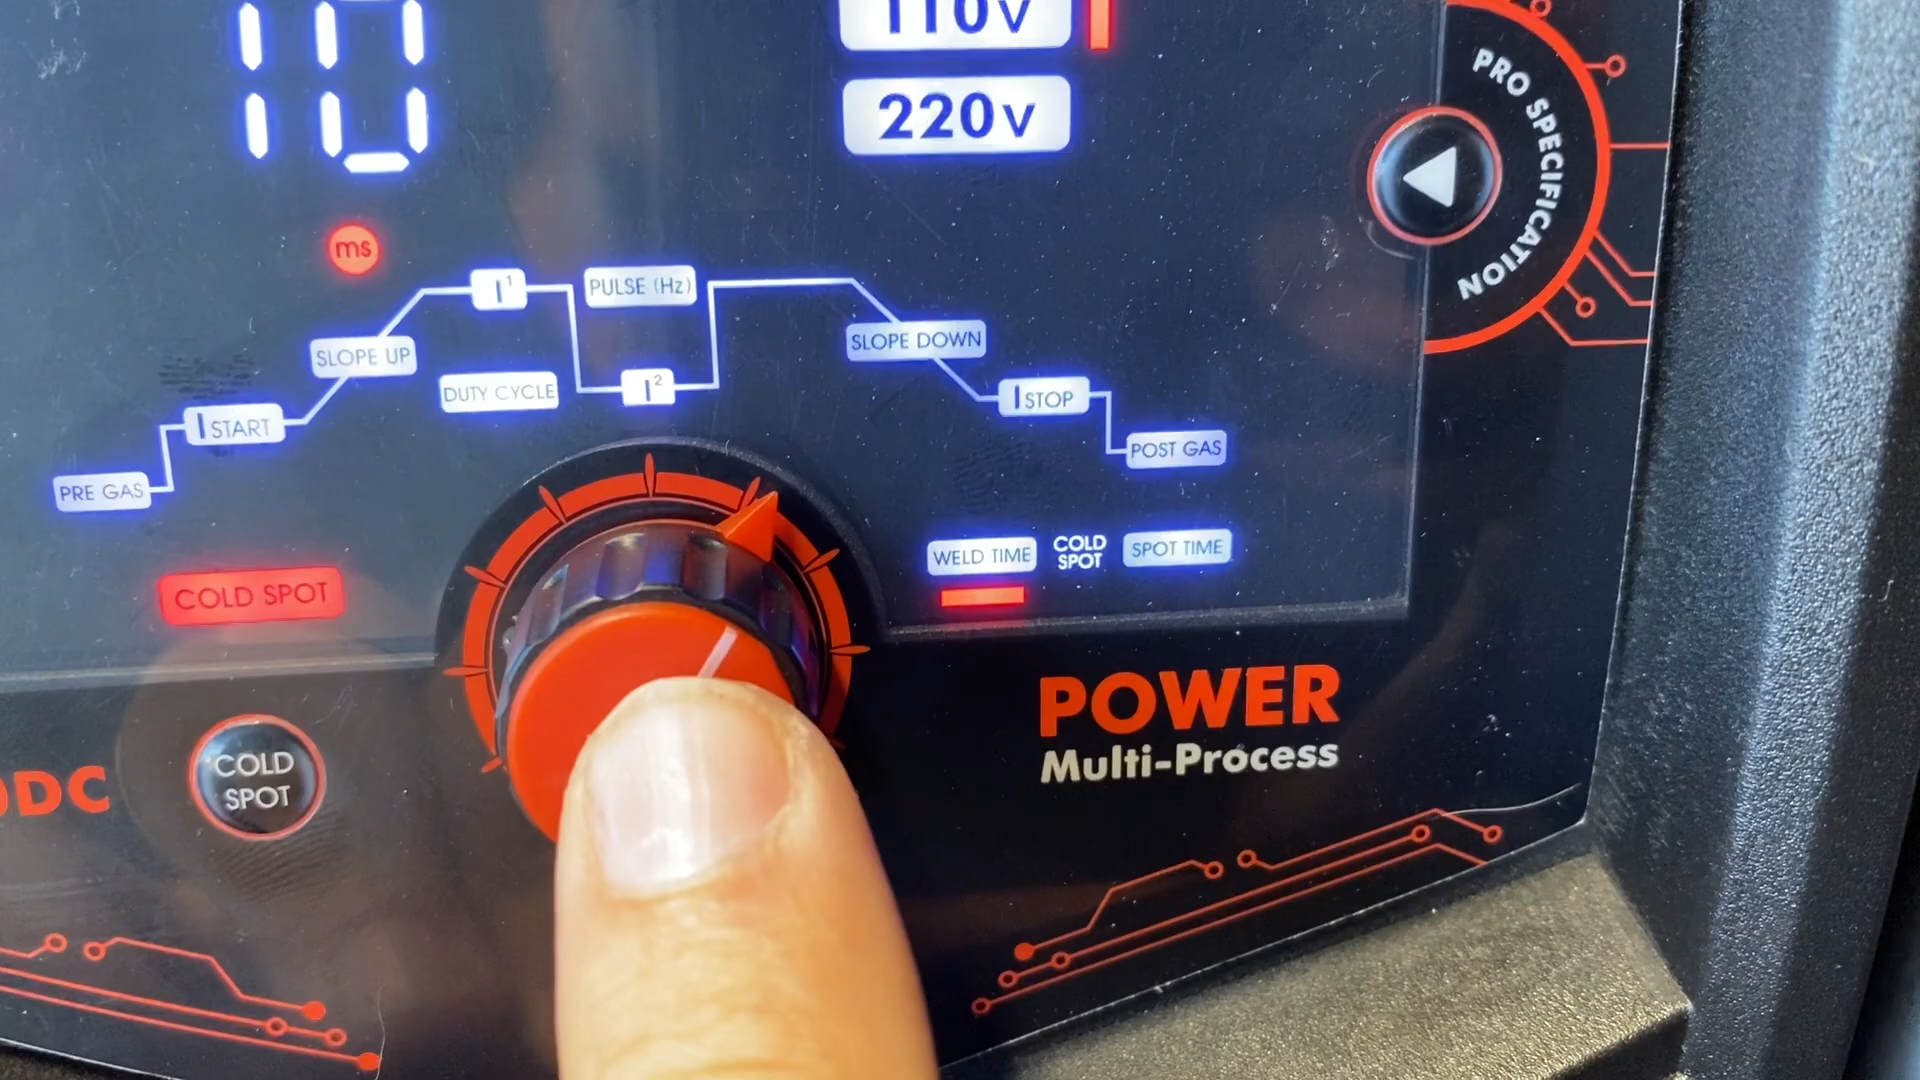 10
110V
220V
PRO SPECIFICATION
ms
I¹
PULSE (Hz)
SLOPE UP
SLOPE DOWN
DUTY CYCLE
I²
I START
I STOP
PRE GAS
POST GAS
WELD TIME
COLD
SPOT
SPOT TIME
COLD SPOT
POWER
Multi-Process
COLD
SPOT
DC